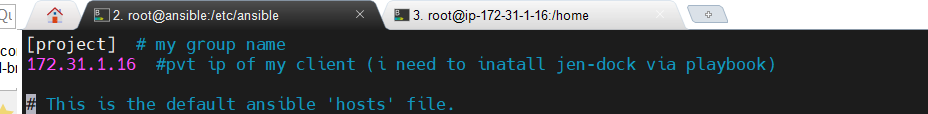 2. root@ansible:/etc/ansible
3. root@ip-172-31-1-16:/home
[project]  # my group name
172.31.1.16  #pvt ip of my client (i need to inatall jen-dock via playbook)
# This is the default ansible 'hosts' file.